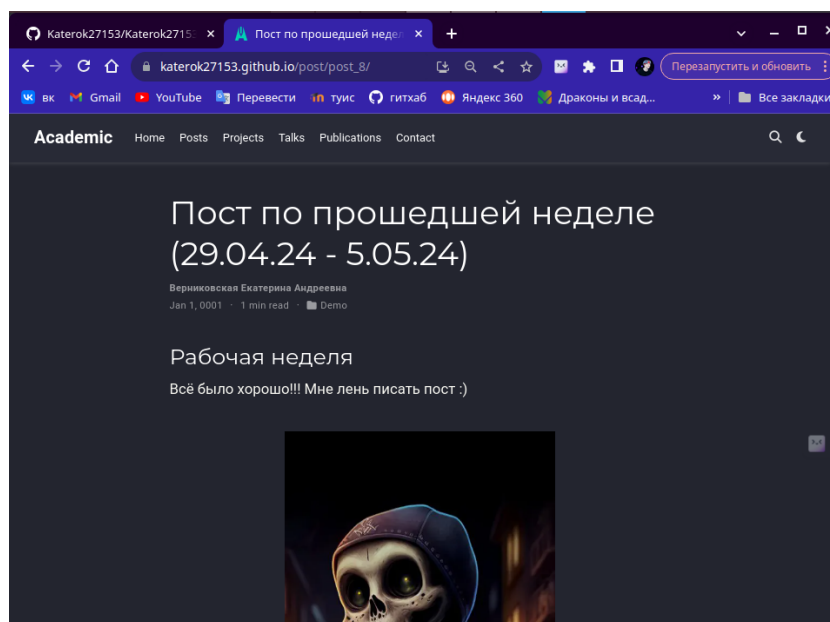 Katerok27153/Katerok2715
Пост по прошедшей недел
katerok27153.github.io/post/post_8/
Перезапустить и обновить
вк Gmail YouTube Перевести туис гитхаб Яндекс 360 Драконы и всад... » Все закладки
Academic Home Posts Projects Talks Publications Contact
Пост по прошедшей неделе
(29.04.24 - 5.05.24)
Верниковская Екатерина Андреевна
Jan 1, 0001 · 1 min read · Demo
Рабочая неделя
Всё было хорошо!!! Мне лень писать пост :)